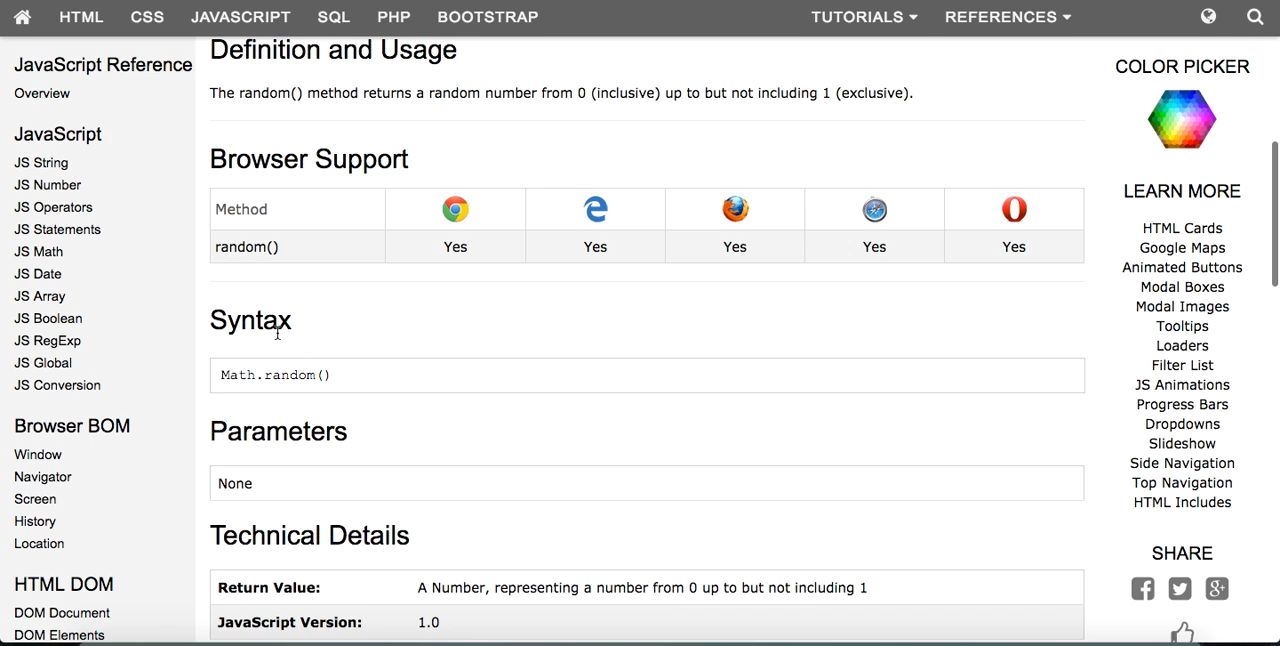 HTML CSS JAVASCRIPT SQL PHP BOOTSTRAP TUTORIALS REFERENCES
JavaScript Reference
Overview
JavaScript
JS String
JS Number
JS Operators
JS Statements
JS Math
JS Date
JS Array
JS Boolean
JS RegExp
JS Global
JS Conversion
Browser BOM
Window
Navigator
Screen
History
Location
HTML DOM
DOM Document
DOM Elements
Definition and Usage
The random() method returns a random number from 0 (inclusive) up to but not including 1 (exclusive).
Browser Support
Method
random() Yes Yes Yes Yes Yes
Syntax
Math.random()
Parameters
None
Technical Details
Return Value: A Number, representing a number from 0 up to but not including 1
JavaScript Version: 1.0
COLOR PICKER
LEARN MORE
HTML Cards
Google Maps
Animated Buttons
Modal Boxes
Modal Images
Tooltips
Loaders
Filter List
JS Animations
Progress Bars
Dropdowns
Slideshow
Side Navigation
Top Navigation
HTML Includes
SHARE